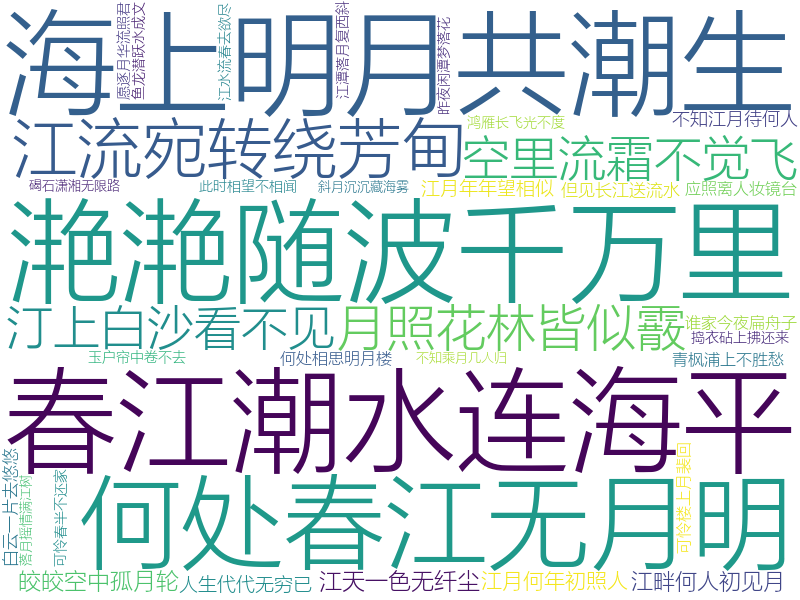 海上明月共潮生
愿逐月华流照君
鱼龙潜跃水成文
江水流春去欲尽
江潭落月复西斜
昨夜闲潭梦落花
江流宛转绕芳甸
鸿雁长飞光不度
不知江月待何人
空里流霜不觉飞
碣石潇湘无限路
此时相望不相闻
斜月沉沉藏海雾
江月年年望相似
但见长江送流水
应照离人妆镜台
滟滟随波千万里
汀上白沙看不见
月照花林皆似霰
谁家今夜扁舟子
捣衣砧上拂还来
玉户帘中卷不去
何处相思明月楼
不知乘月几人归
青枫浦上不胜愁
春江潮水连海平
白云一片去悠悠
落月摇情满江树
可怜春半不还家
何处春江无月明
可怜楼上月裴回
皎皎空中孤月轮
人生代代无穷已
江天一色无纤尘
江月何年初照人
江畔何人初见月